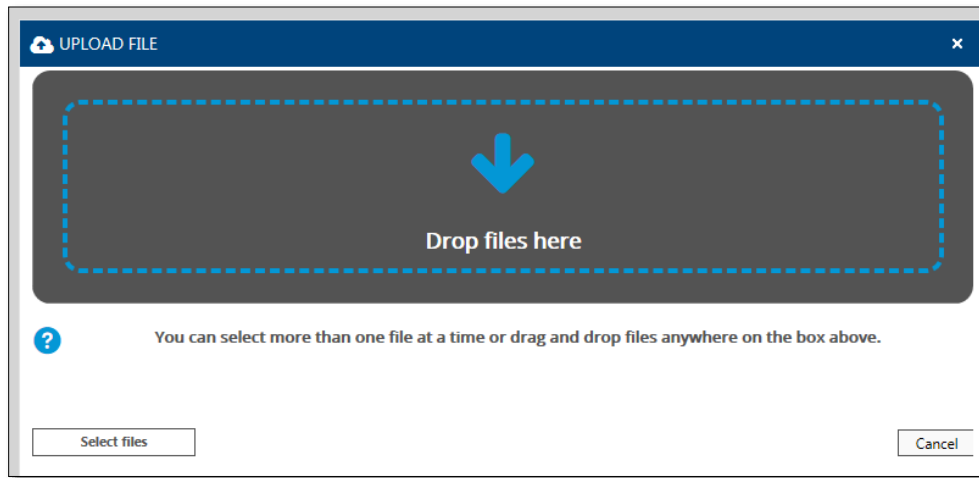 UPLOAD FILE
Drop files here
You can select more than one file at a time or drag and drop files anywhere on the box above.
Select files
Cancel